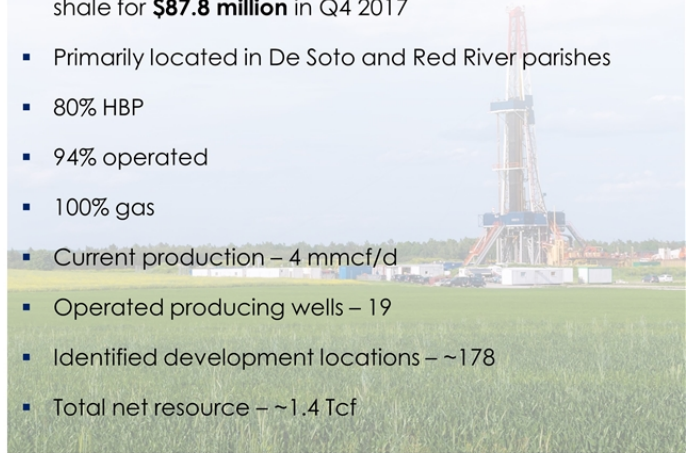 shale for $87.8 million in Q4 2017
▪ Primarily located in De Soto and Red River parishes
▪ 80% HBP
▪ 94% operated
▪ 100% gas
▪ Current production – 4 mmcf/d
▪ Operated producing wells – 19
▪ Identified development locations – ~178
▪ Total net resource – ~1.4 Tcf